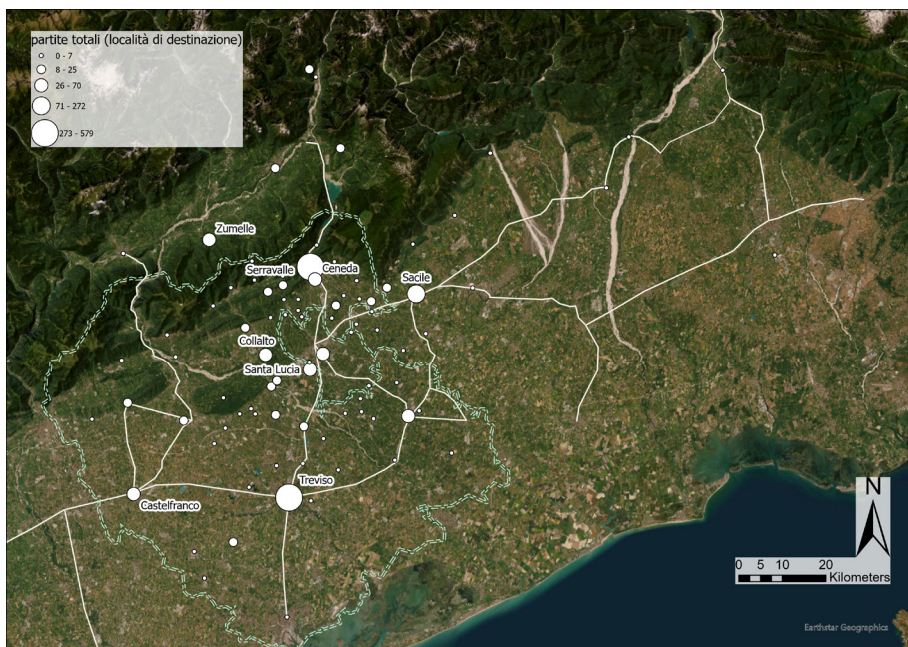 partite totali (località di destinazione)
0 - 7
8 - 25
26 - 70
71 - 272
273 - 579
Zumelle
Serravalle
Ceneda
Sacile
Collalto
Santa Lucia
Treviso
Castelfranco
N
0 5 10 20
Kilometers
Earthstar Geographics